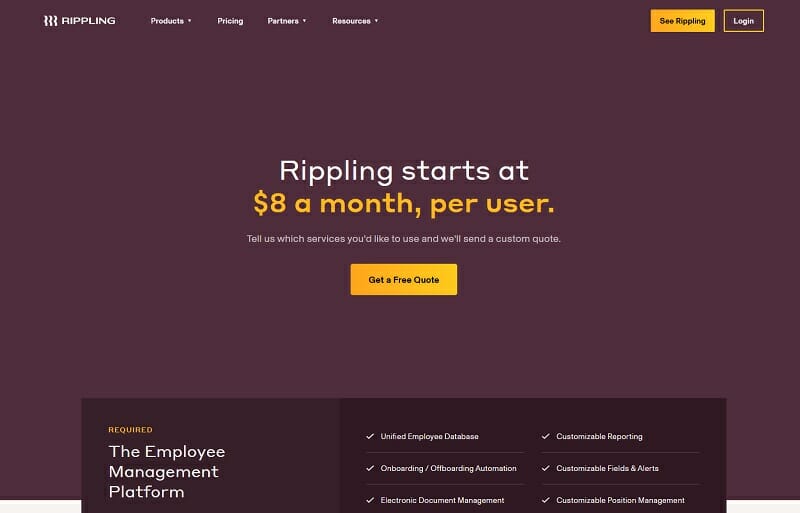 RIPPLING Products Pricing Partners Resources See Rippling Login
Rippling starts at
$8 a month, per user.
Tell us which services you'd like to use and we'll send a custom quote.
Get a Free Quote
REQUIRED
The Employee
Management
Platform
Unified Employee Database
Customizable Reporting
Onboarding / Offboarding Automation
Customizable Fields & Alerts
Electronic Document Management
Customizable Position Management